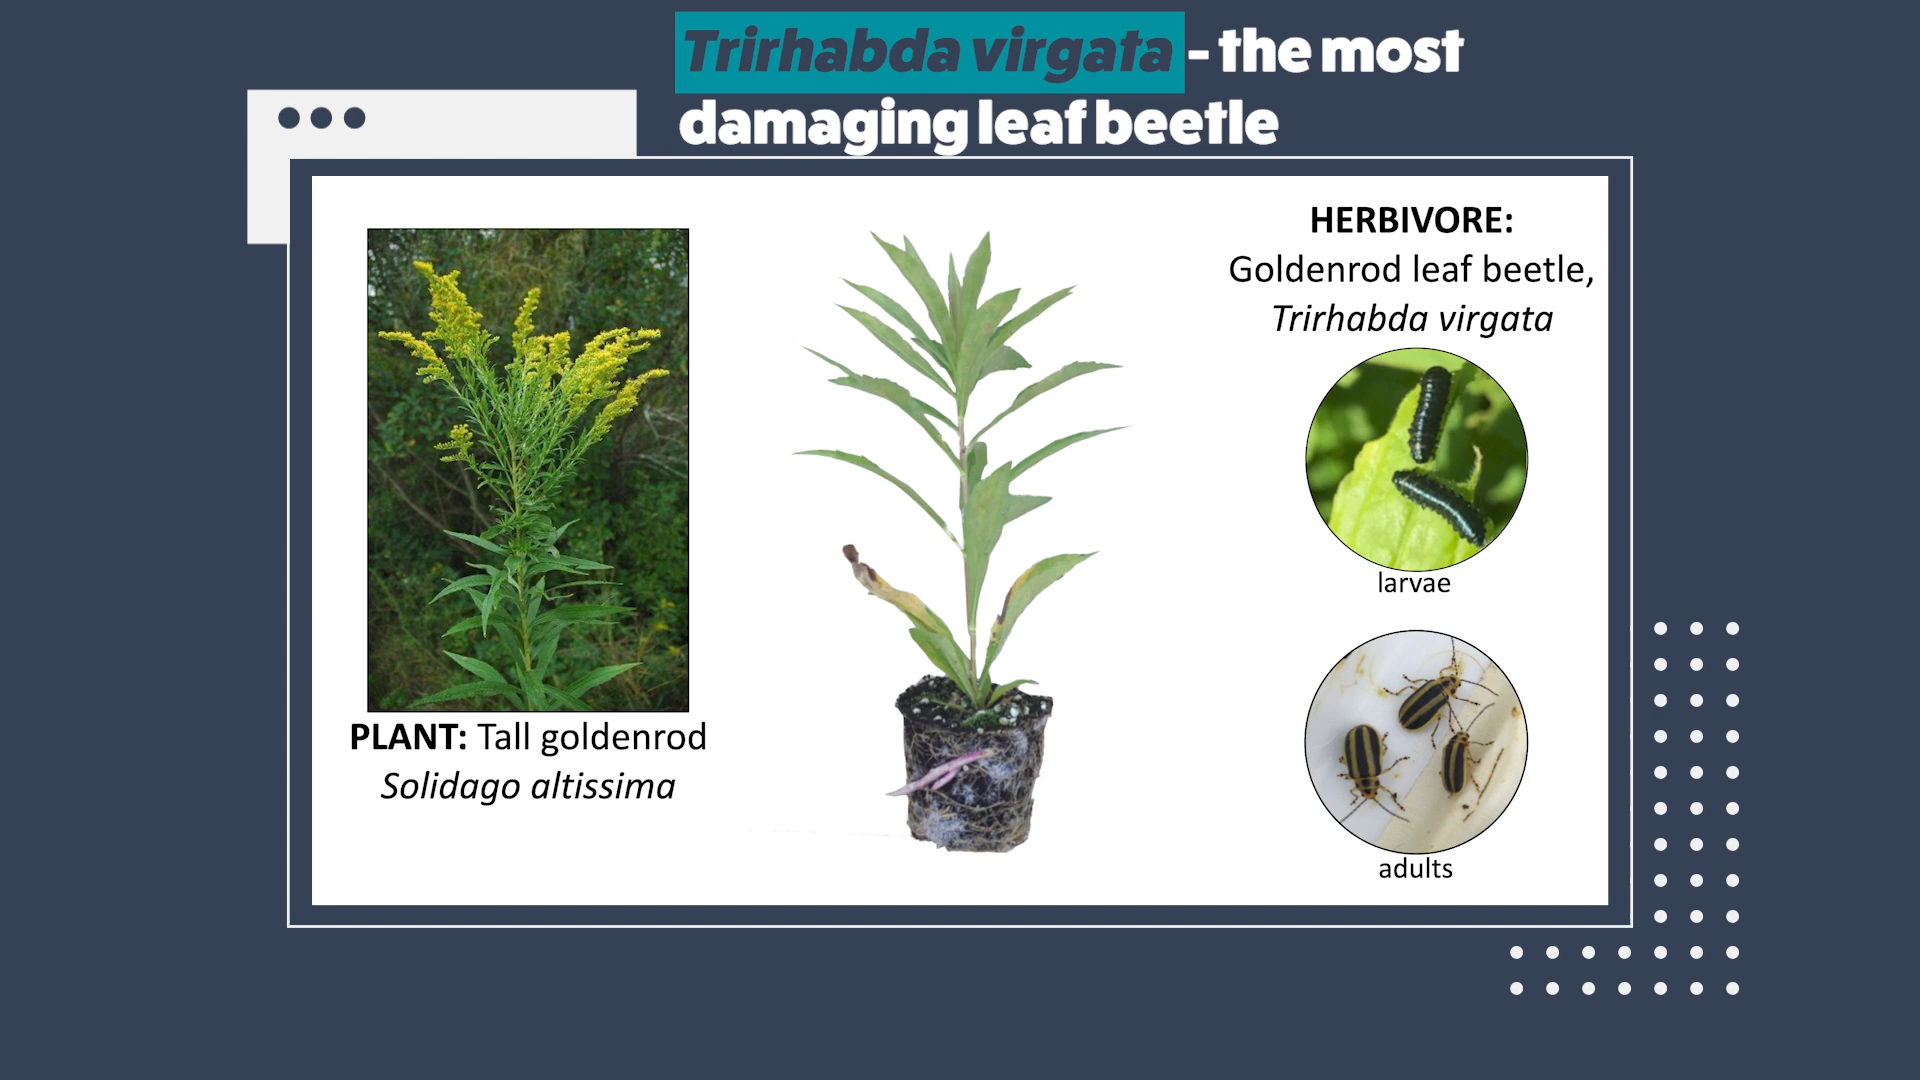 Trirhabda virgata - the most
damaging leaf beetle
PLANT: Tall goldenrod
Solidago altissima
HERBIVORE:
Goldenrod leaf beetle,
Trirhabda virgata
larvae
adults